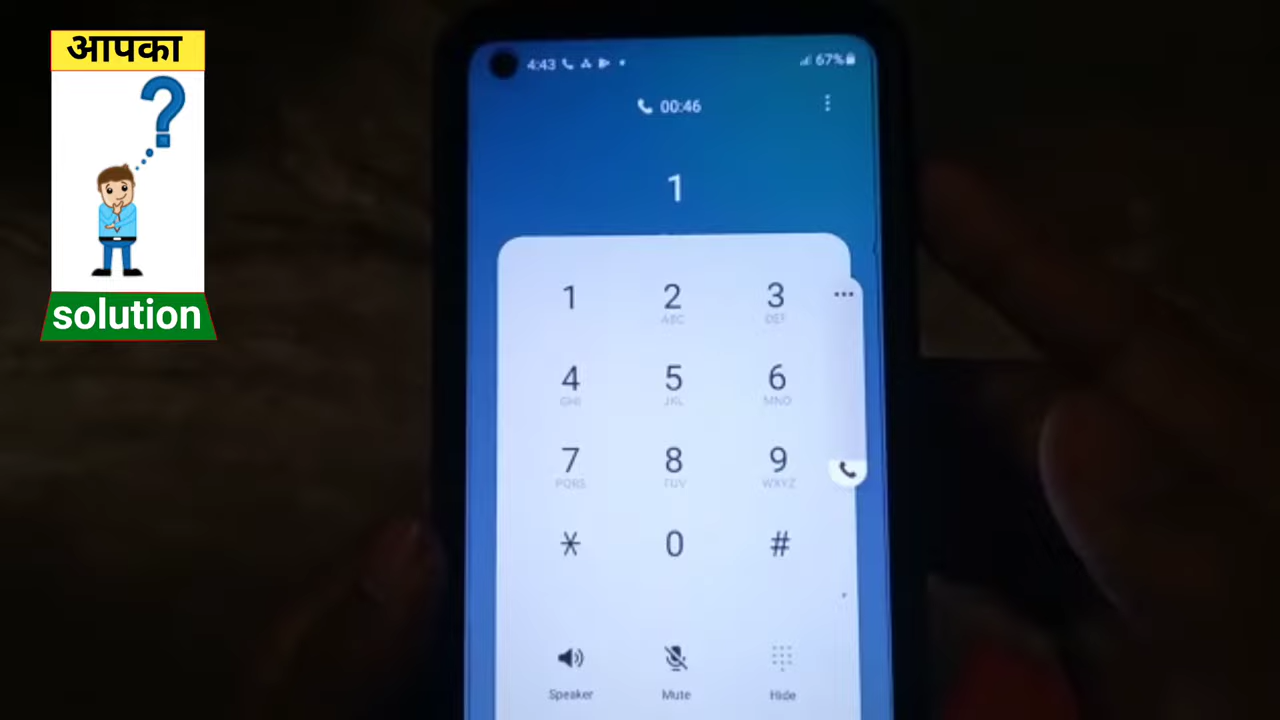 आपका
?
solution
4:43 67%
00:46
1
1 2 3
ABC DEF
4 5 6
GHI JKL MNO
7 8 9
PQRS TUV WXYZ
* 0 #
Speaker Mute Hide